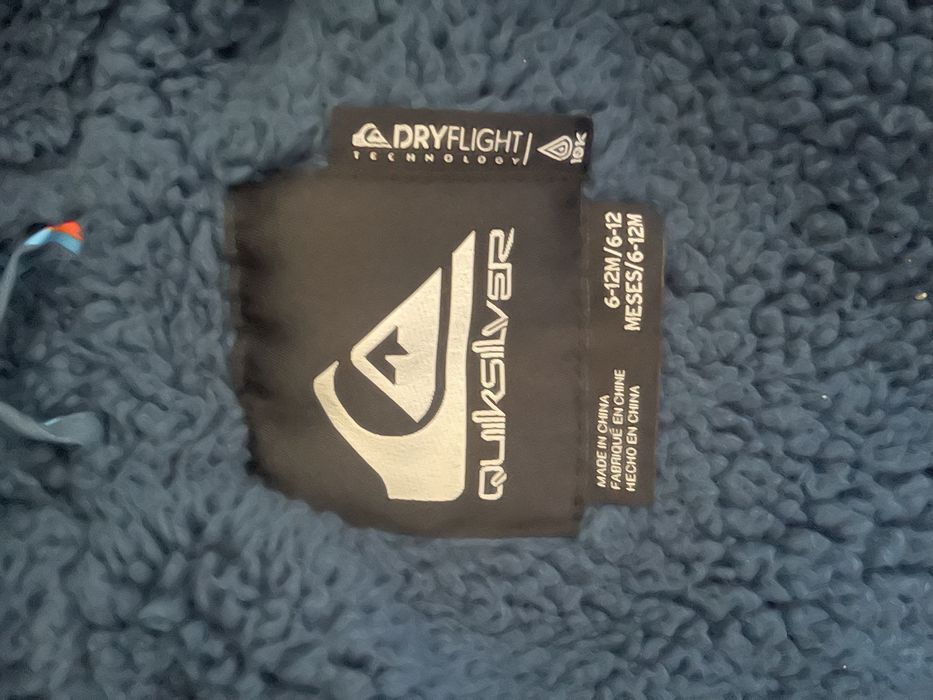 DRYFLIGHT
TECHNOLOGY
10K
QUIKSILVER
6-12M/6-12
MESES/6-12M
MADE IN CHINA
FABRIQUÉ EN CHINE
HECHO EN CHINA